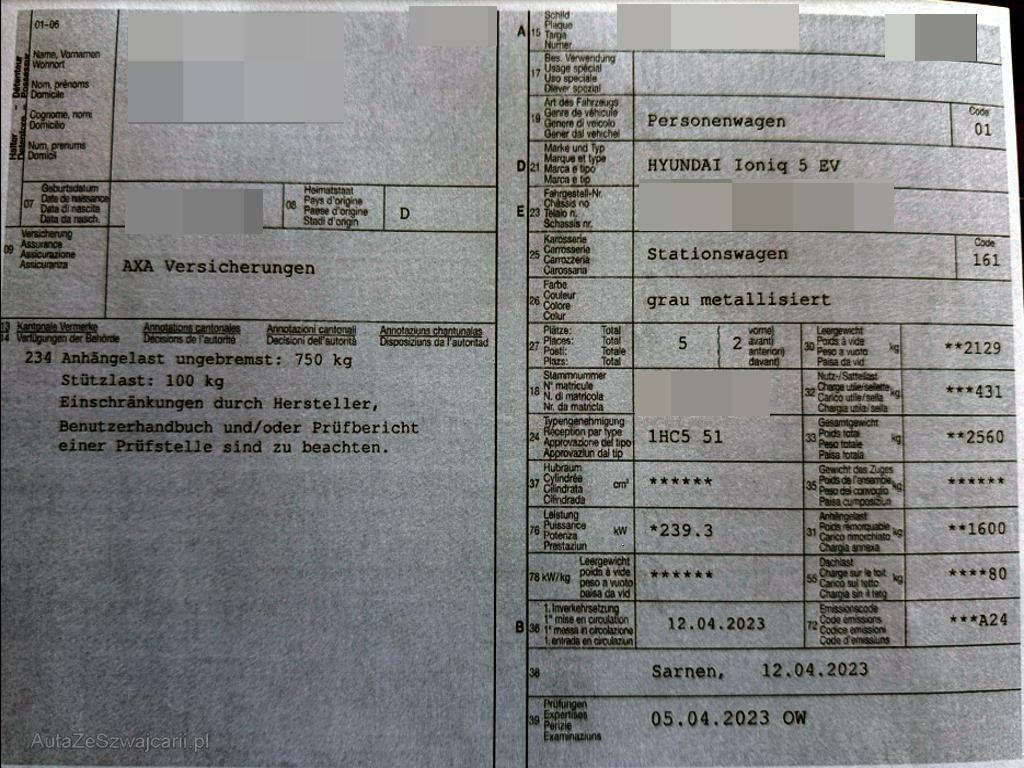 01-06
Halter - Détenteur
Detentore - Possessur
Name, Vornamen
Wohnort
Nom, prénoms
Domicile
Cognome, nomi
Domicilio
Num, prenums
Domicil
07
Geburtsdatum
Date de naissance
Data di nascita
Data da nasch.
08
Heimatstaat
Pays d'origine
Paese d'origine
Stadi d'origin
D
09
Versicherung
Assurance
Assicurazione
Assicuranza
AXA Versicherungen
13 Kantonale Vermerke
14 Verfügungen der Behörde
Annotations cantonales
Décisions de l'autorité
Annotazioni cantonali
Decisioni dell'autorità
Annotaziuns chantunalas
Disposiziuns da l'autoritad
234 Anhängelast ungebremst: 750 kg
Stützlast: 100 kg
Einschränkungen durch Hersteller,
Benutzerhandbuch und/oder Prüfbericht
einer Prüfstelle sind zu beachten.
A 15
Schild
Plaque
Targa
Numer
17
Bes. Verwendung
Usage spécial
Uso speciale
Diever spezial
19
Art des Fahrzeugs
Genre de véhicule
Genere di veicolo
Gener dal vehichel
Personenwagen
Code
01
D 21
Marke und Typ
Marque et type
Marca e tipo
Marca e tip
HYUNDAI Ioniq 5 EV
E 23
Fahrgestell-Nr.
Châssis no
Telaio n.
Schassis nr.
25
Karosserie
Carrosserie
Carrozzeria
Carossaria
Stationswagen
Code
161
26
Farbe
Couleur
Colore
Colur
grau metallisiert
27
Plätze: Total
Places: Total
Posti: Totale
Plazs: Total
5
2
vorne)
avant)
anteriori)
davant)
30
Leergewicht
Poids à vide
Peso a vuoto
Paisa da vid
kg
**2129
18
Stammnummer
N° matricule
N. di matricola
Nr. da matricla
32
Nutz-/Sattellast
Charge utile/sellette
Carico utile/sella
Chargia utila/sella
kg
***431
24
Typengenehmigung
Réception par type
Approvazione del tipo
Approvaziun dal tip
1HC5 51
33
Gesamtgewicht
Poids total
Peso totale
Paisa totala
kg
**2560
37
Hubraum
Cylindrée
Cilindrata
Cilindrada
cm³
******
35
Gewicht des Zuges
Poids de l'ensemble
Peso del convoglio
Paisa cumposiziun
kg
******
76
Leistung
Puissance
Potenza
Prestaziun
kW
*239.3
31
Anhängelast
Poids remorquable
Carico rimorchiato
Chargia annexa
kg
**1600
78 kW/kg
Leergewicht
poids à vide
peso a vuoto
paisa da vid
******
55
Dachlast
Charge sur le toit
Carico sul tetto
Chargia sin il tetg
kg
****80
B 36
1. Inverkehrsetzung
1re mise en circulation
1a messa in circolazione
1. entrada en circulaziun
12.04.2023
72
Emissionscode
Code émissions
Codice emissioni
Code d'emissiuns
***A24
38
Sarnen, 12.04.2023
39
Prüfungen
Expertises
Perizie
Examinaziuns
05.04.2023 OW
AutaZeSzwajcarii.pl